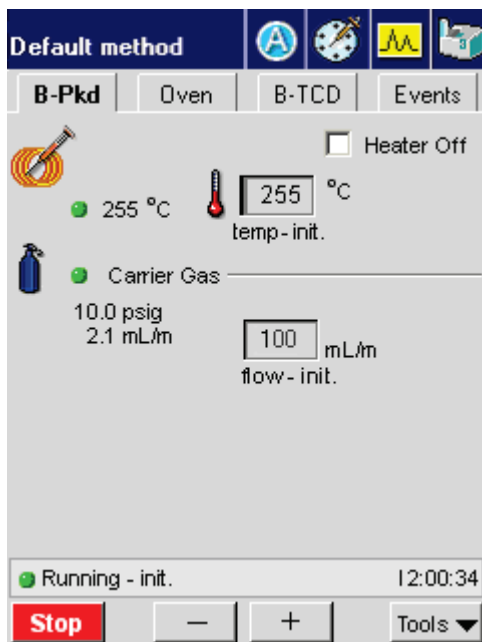 Default method
A
3
B-Pkd Oven B-TCD Events
Heater Off
255 °C 255 °C
temp-init.
Carrier Gas
10.0 psig
2.1 mL/m
100 mL/m
flow-init.
Running - init. 12:00:34
Stop − + Tools